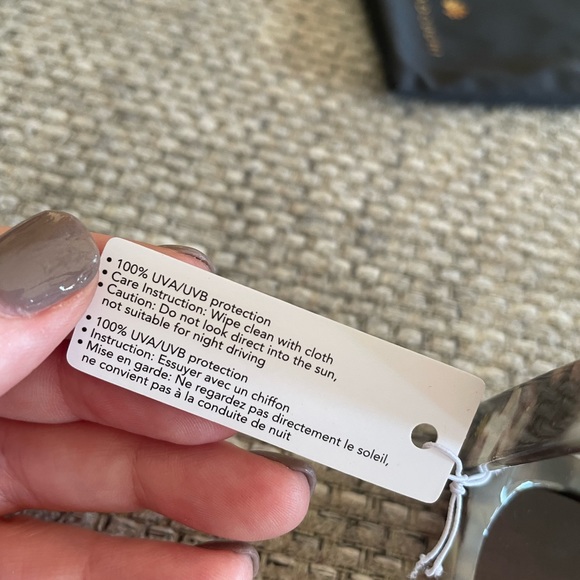 • 100% UVA/UVB protection
• Care Instruction: Wipe clean with cloth
• Caution: Do not look direct into the sun,
not suitable for night driving
• 100% UVA/UVB protection
• Instruction: Essuyer avec un chiffon
• Mise en garde: Ne regardez pas directement le soleil,
ne convient pas à la conduite de nuit